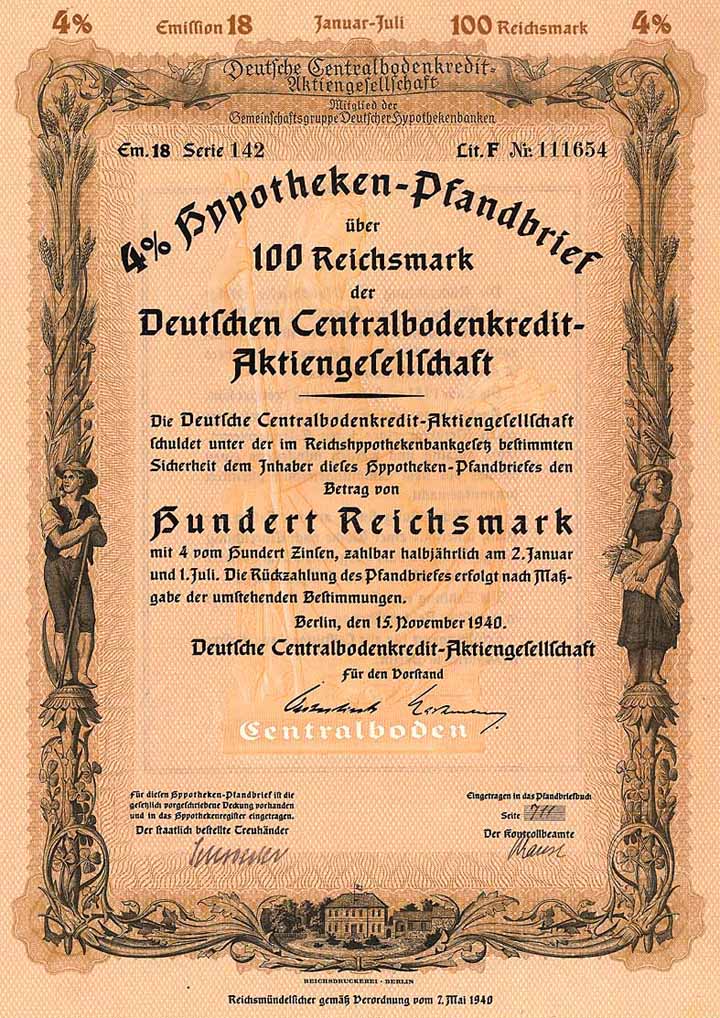 4% Emission 18 Januar-Juli 100 Reichsmark 4%
Deutsche Centralbodenkredit-
Aktiengesellschaft
Mitglied der
Gemeinschaftsgruppe Deutscher Hypothekenbanken
Em. 18 Serie 142 Lit. F Nr. 111654
4% Hypotheken-Pfandbrief
über
100 Reichsmark
der
Deutschen Centralbodenkredit-
Aktiengesellschaft
Die Deutsche Centralbodenkredit-Aktiengesellschaft
schuldet unter der im Reichshypothekenbankgesetz bestimmten
Sicherheit dem Inhaber dieses Hypotheken-Pfandbriefes den
Betrag von
Hundert Reichsmark
mit 4 vom Hundert Zinsen, zahlbar halbjährlich am 2. Januar
und 1. Juli. Die Rückzahlung des Pfandbriefes erfolgt nach Maß-
gabe der umstehenden Bestimmungen.
Berlin, den 15. November 1940.
Deutsche Centralbodenkredit-Aktiengesellschaft
Für den Vorstand
Centralboden
Für diesen Hypotheken-Pfandbrief ist die
gesetzlich vorgeschriebene Deckung vorhanden
und in das Hypothekenregister eingetragen.
Der staatlich bestellte Treuhänder
Eingetragen in das Pfandbriefbuch
Seite 711
Der Kontrollbeamte
REICHSDRUCKEREI · BERLIN
Reichsmündelsicher gemäß Verordnung vom 7. Mai 1940